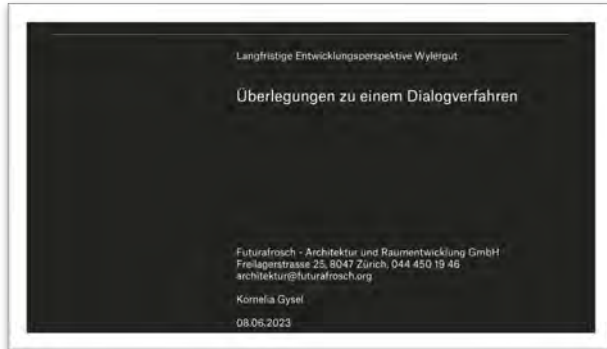 Langfristige Entwicklungsperspektive Wylergut
Überlegungen zu einem Dialogverfahren
Futurafrosch - Architektur und Raumentwicklung GmbH
Freilagerstrasse 25, 8047 Zürich, 044 450 19 46
architektur@futurafrosch.org
Kornelia Gysel
08.06.2023